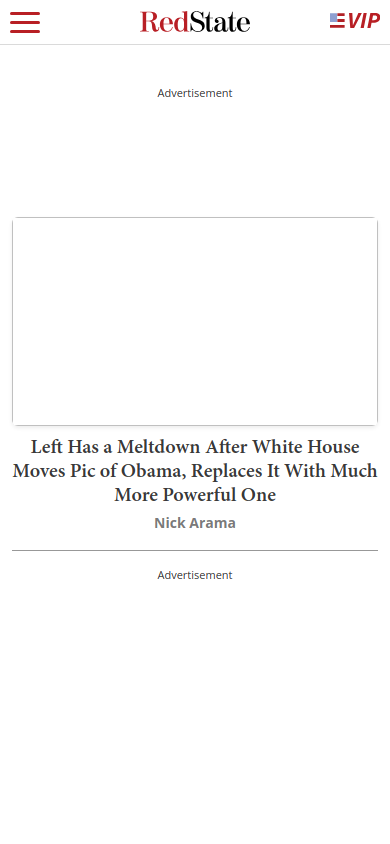 RedState
VIP
Advertisement
Left Has a Meltdown After White House
Moves Pic of Obama, Replaces It With Much
More Powerful One
Nick Arama
Advertisement